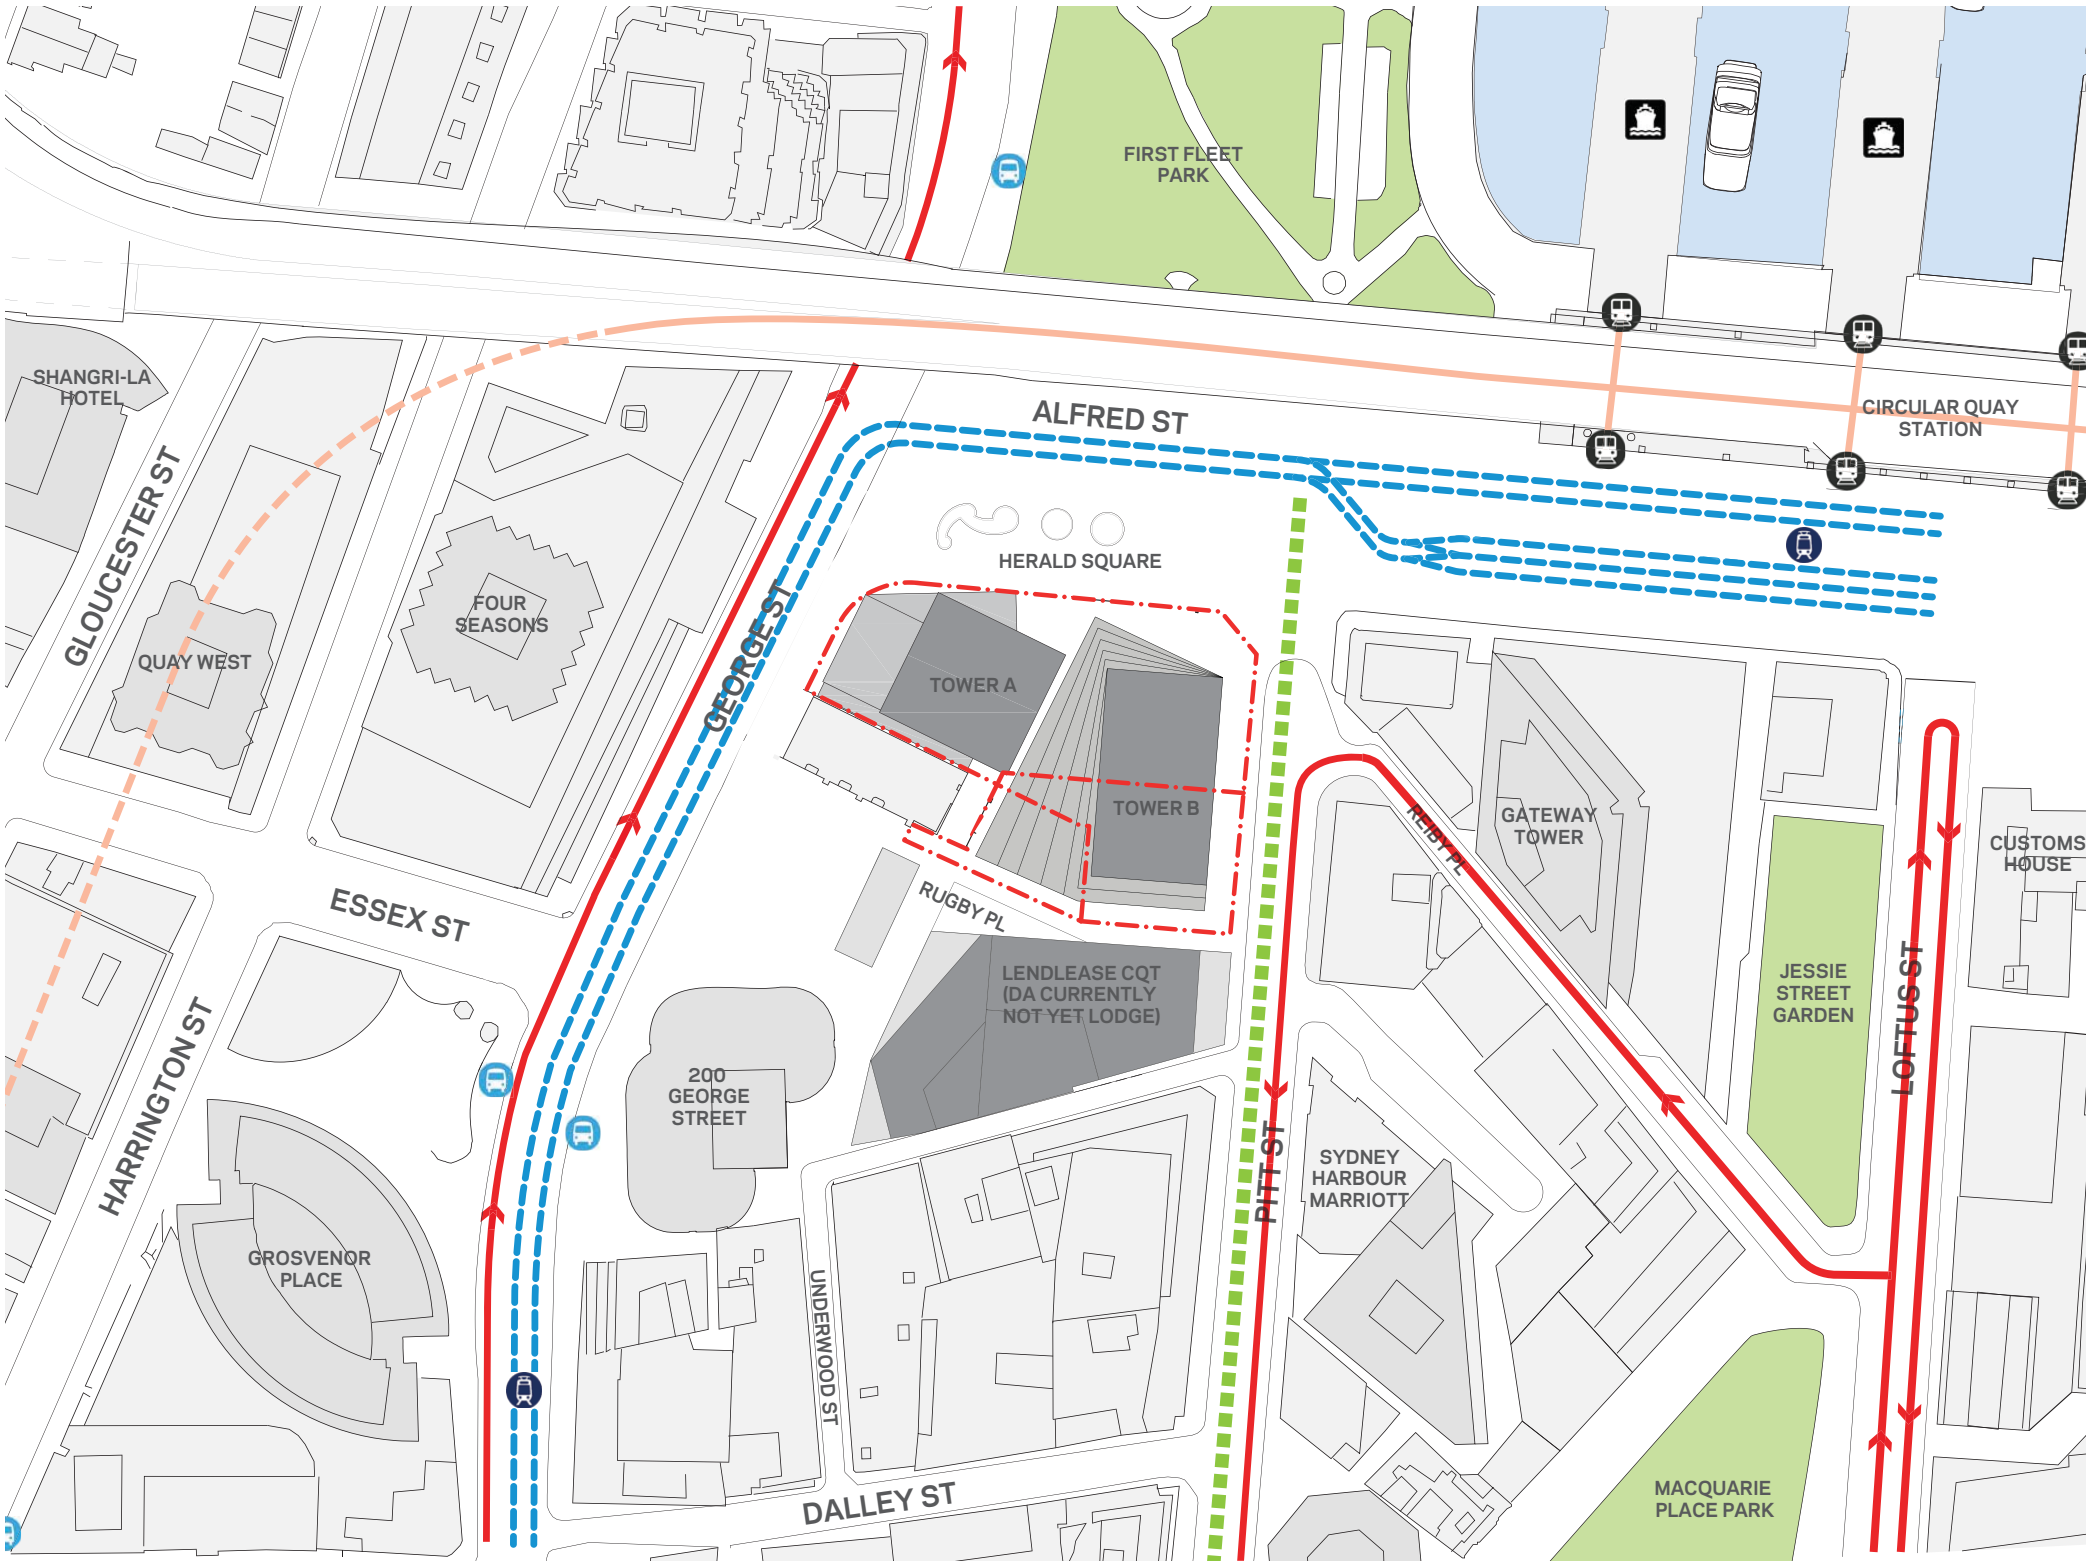 FIRST FLEET
PARK
SHANGRI-LA
HOTEL
ALFRED ST
CIRCULAR QUAY
STATION
GLOUCESTER ST
HERALD SQUARE
FOUR
SEASONS
QUAY WEST
GEORGE ST
TOWER A
TOWER B
REIBY PL
GATEWAY
TOWER
CUSTOMS
HOUSE
ESSEX ST
RUGBY PL
LENDLEASE CQT
(DA CURRENTLY
NOT YET LODGE)
JESSIE
STREET
GARDEN
LOFTUS ST
HARRINGTON ST
200
GEORGE
STREET
PITT ST
SYDNEY
HARBOUR
MARRIOTT
GROSVENOR
PLACE
UNDERWOOD ST
DALLEY ST
MACQUARIE
PLACE PARK